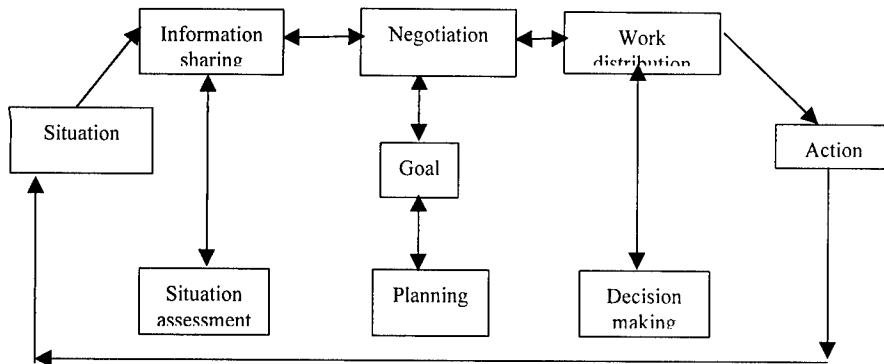 Information
sharing
Negotiation
Work
distribution
Situation
Action
Goal
Situation
assessment
Planning
Decision
making